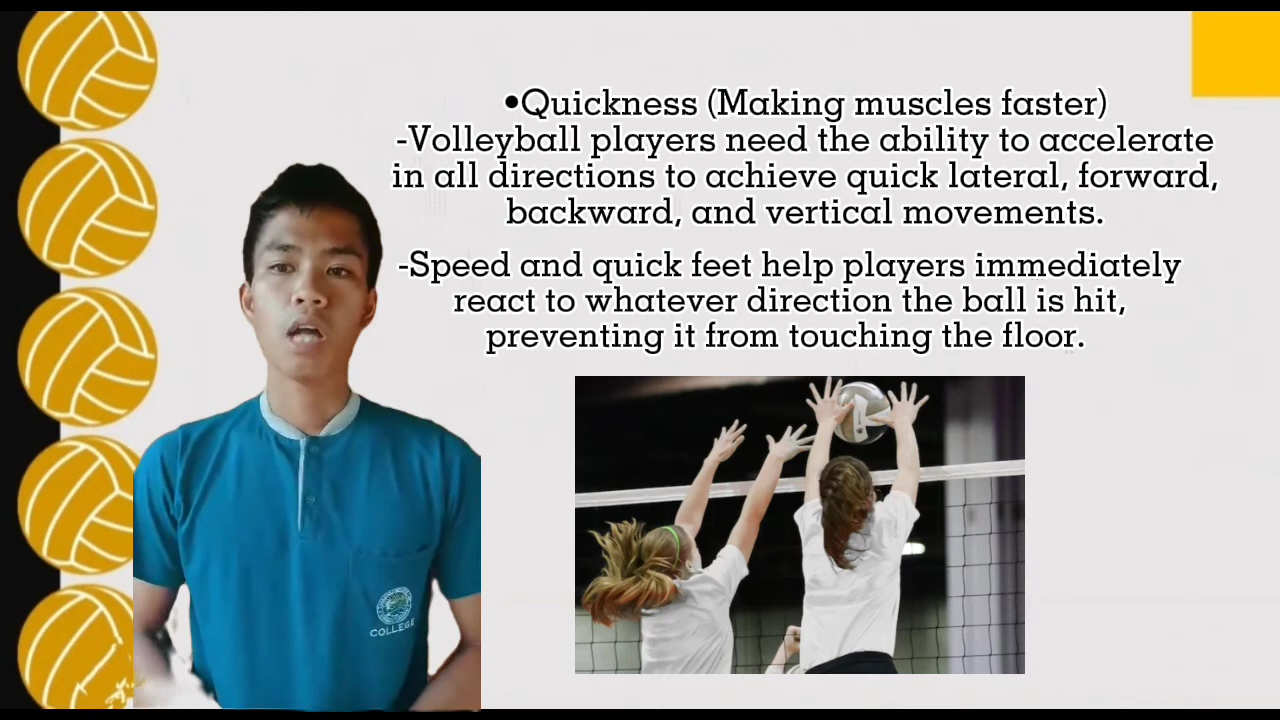 •Quickness (Making muscles faster)
-Volleyball players need the ability to accelerate
in all directions to achieve quick lateral, forward,
backward, and vertical movements.
-Speed and quick feet help players immediately
react to whatever direction the ball is hit,
preventing it from touching the floor.
COLLEGE